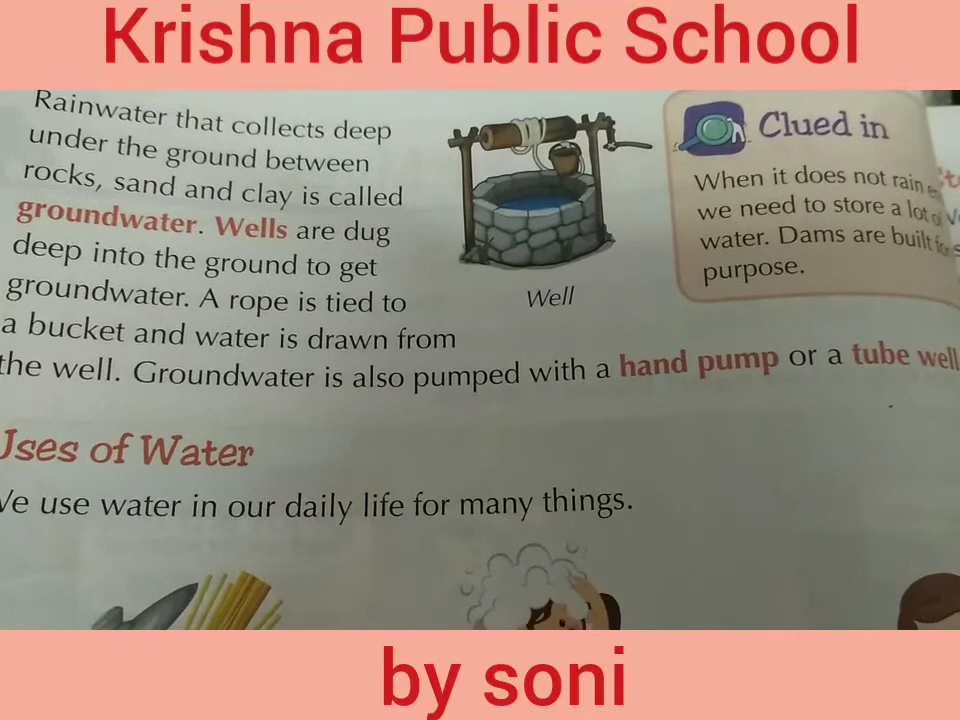 Krishna Public School
Rainwater that collects deep
under the ground between
rocks, sand and clay is called
groundwater. Wells are dug
deep into the ground to get
groundwater. A rope is tied to
a bucket and water is drawn from
the well. Groundwater is also pumped with a hand pump or a tube well
Well
Clued in
When it does not rain
we need to store a lot of
water. Dams are built for
purpose.
Uses of Water
We use water in our daily life for many things.
by soni